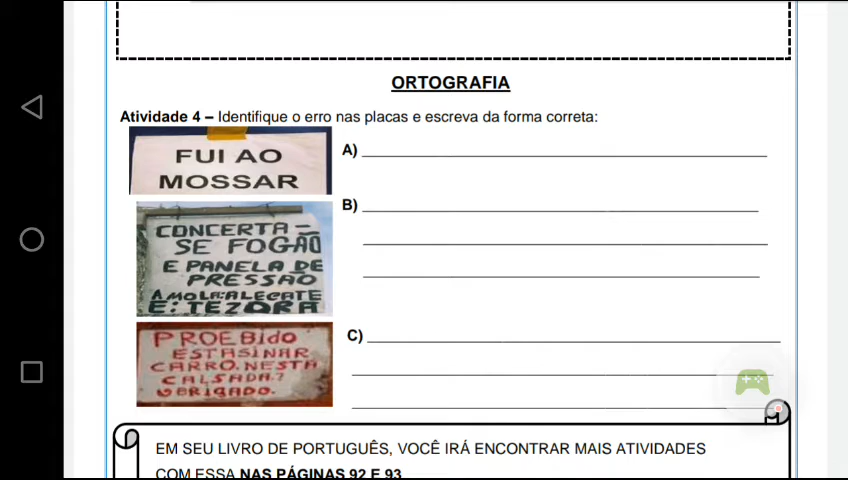 ORTOGRAFIA
Atividade 4 – Identifique o erro nas placas e escreva da forma correta:
FUI AO
MOSSAR
A)
B)
CONCERTA -
SE FOGÃO
E PANELA DE
PRESSÃO
AMOLA:ALECATE
E: TEZORA
C)
PROEBido
ESTASINAR
CARRO.NESTA
CALSADA.?
OBRIGADO.
EM SEU LIVRO DE PORTUGUÊS, VOCÊ IRÁ ENCONTRAR MAIS ATIVIDADES
COM ESSA NAS PÁGINAS 92 E 93